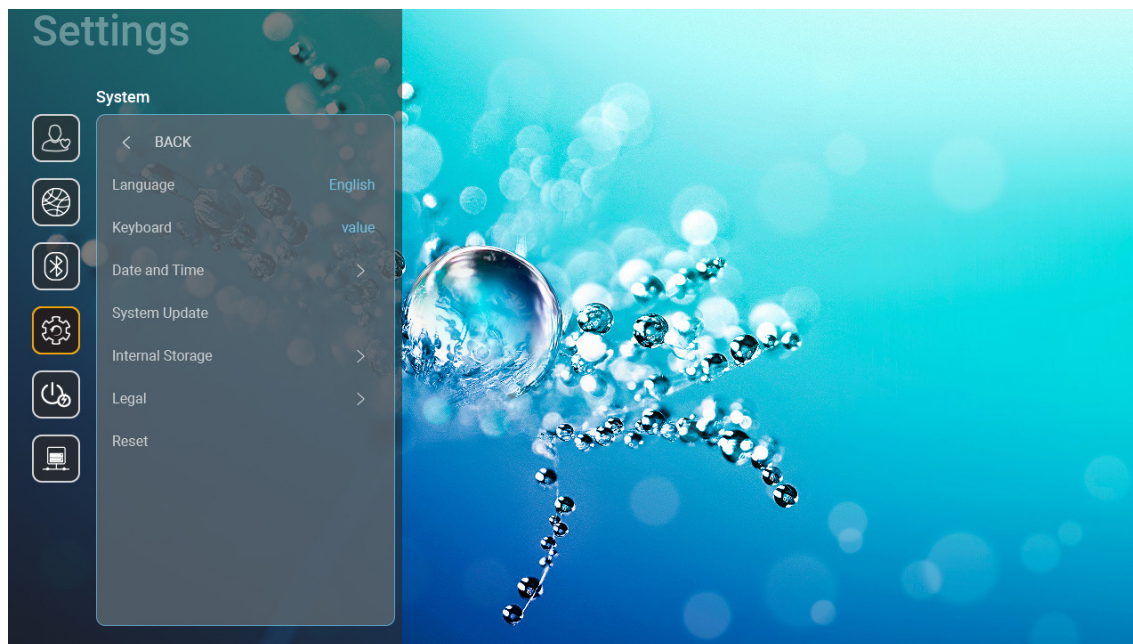 Settings
System
BACK
Language English
Keyboard value
Date and Time
System Update
Internal Storage
Legal
Reset